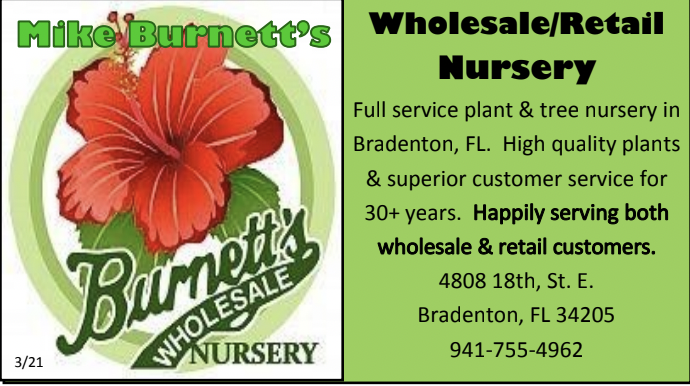 Mike Burnett's
Burnett's
WHOLESALE
NURSERY
3/21
Wholesale/Retail
Nursery
Full service plant & tree nursery in
Bradenton, FL. High quality plants
& superior customer service for
30+ years. Happily serving both
wholesale & retail customers.
4808 18th, St. E.
Bradenton, FL 34205
941-755-4962